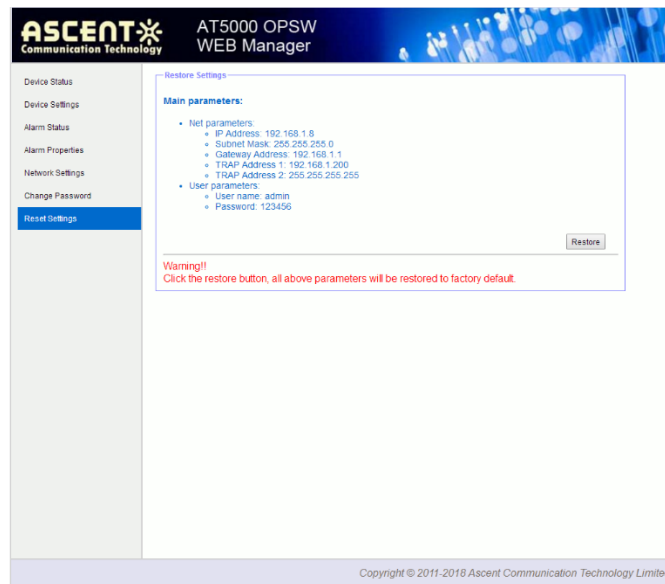 ASCENT
Communication Technology
AT5000 OPSW
WEB Manager
Device Status
Device Settings
Alarm Status
Alarm Properties
Network Settings
Change Password
Reset Settings
Restore Settings
Main parameters:
Net parameters:
IP Address: 192.168.1.8
Subnet Mask: 255.255.255.0
Gateway Address: 192.168.1.1
TRAP Address 1: 192.168.1.200
TRAP Address 2: 255.255.255.255
User parameters:
User name: admin
Password: 123456
Restore
Warning!!
Click the restore button, all above parameters will be restored to factory default.
Copyright © 2011-2018 Ascent Communication Technology Limite